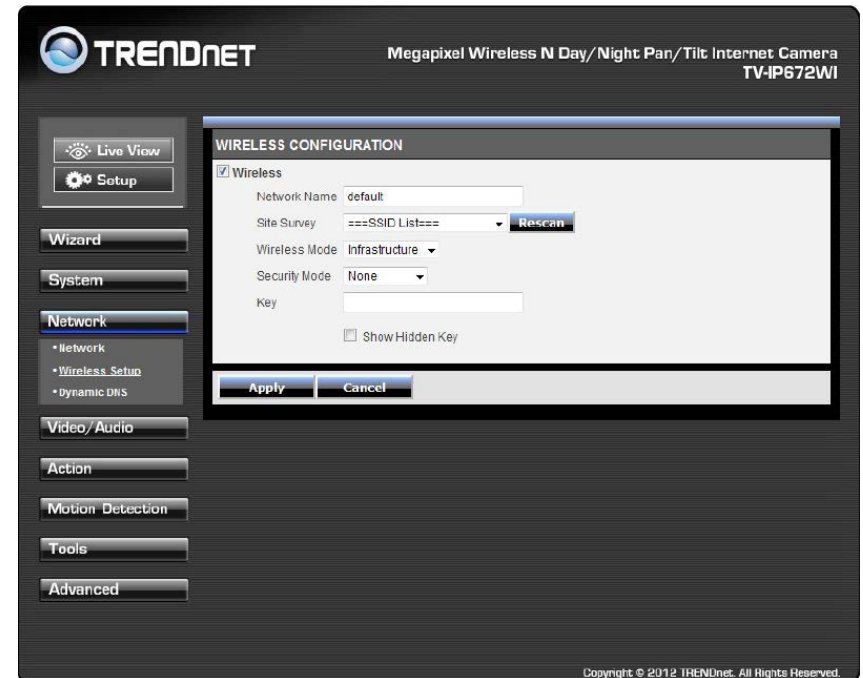 TRENDNET
Megapixel Wireless N Day/Night Pan/Tilt Internet Camera
TV-IP672WI
Live View
Setup
Wizard
System
Network
• Network
• Wireless Setup
• Dynamic DNS
Video/Audio
Action
Motion Detection
Tools
Advanced
WIRELESS CONFIGURATION
Wireless
Network Name default
Site Survey ===SSID List=== Rescan
Wireless Mode Infrastructure
Security Mode None
Key
Show Hidden Key
Apply Cancel
Copyright © 2012 TRENDnet. All Rights Reserved.